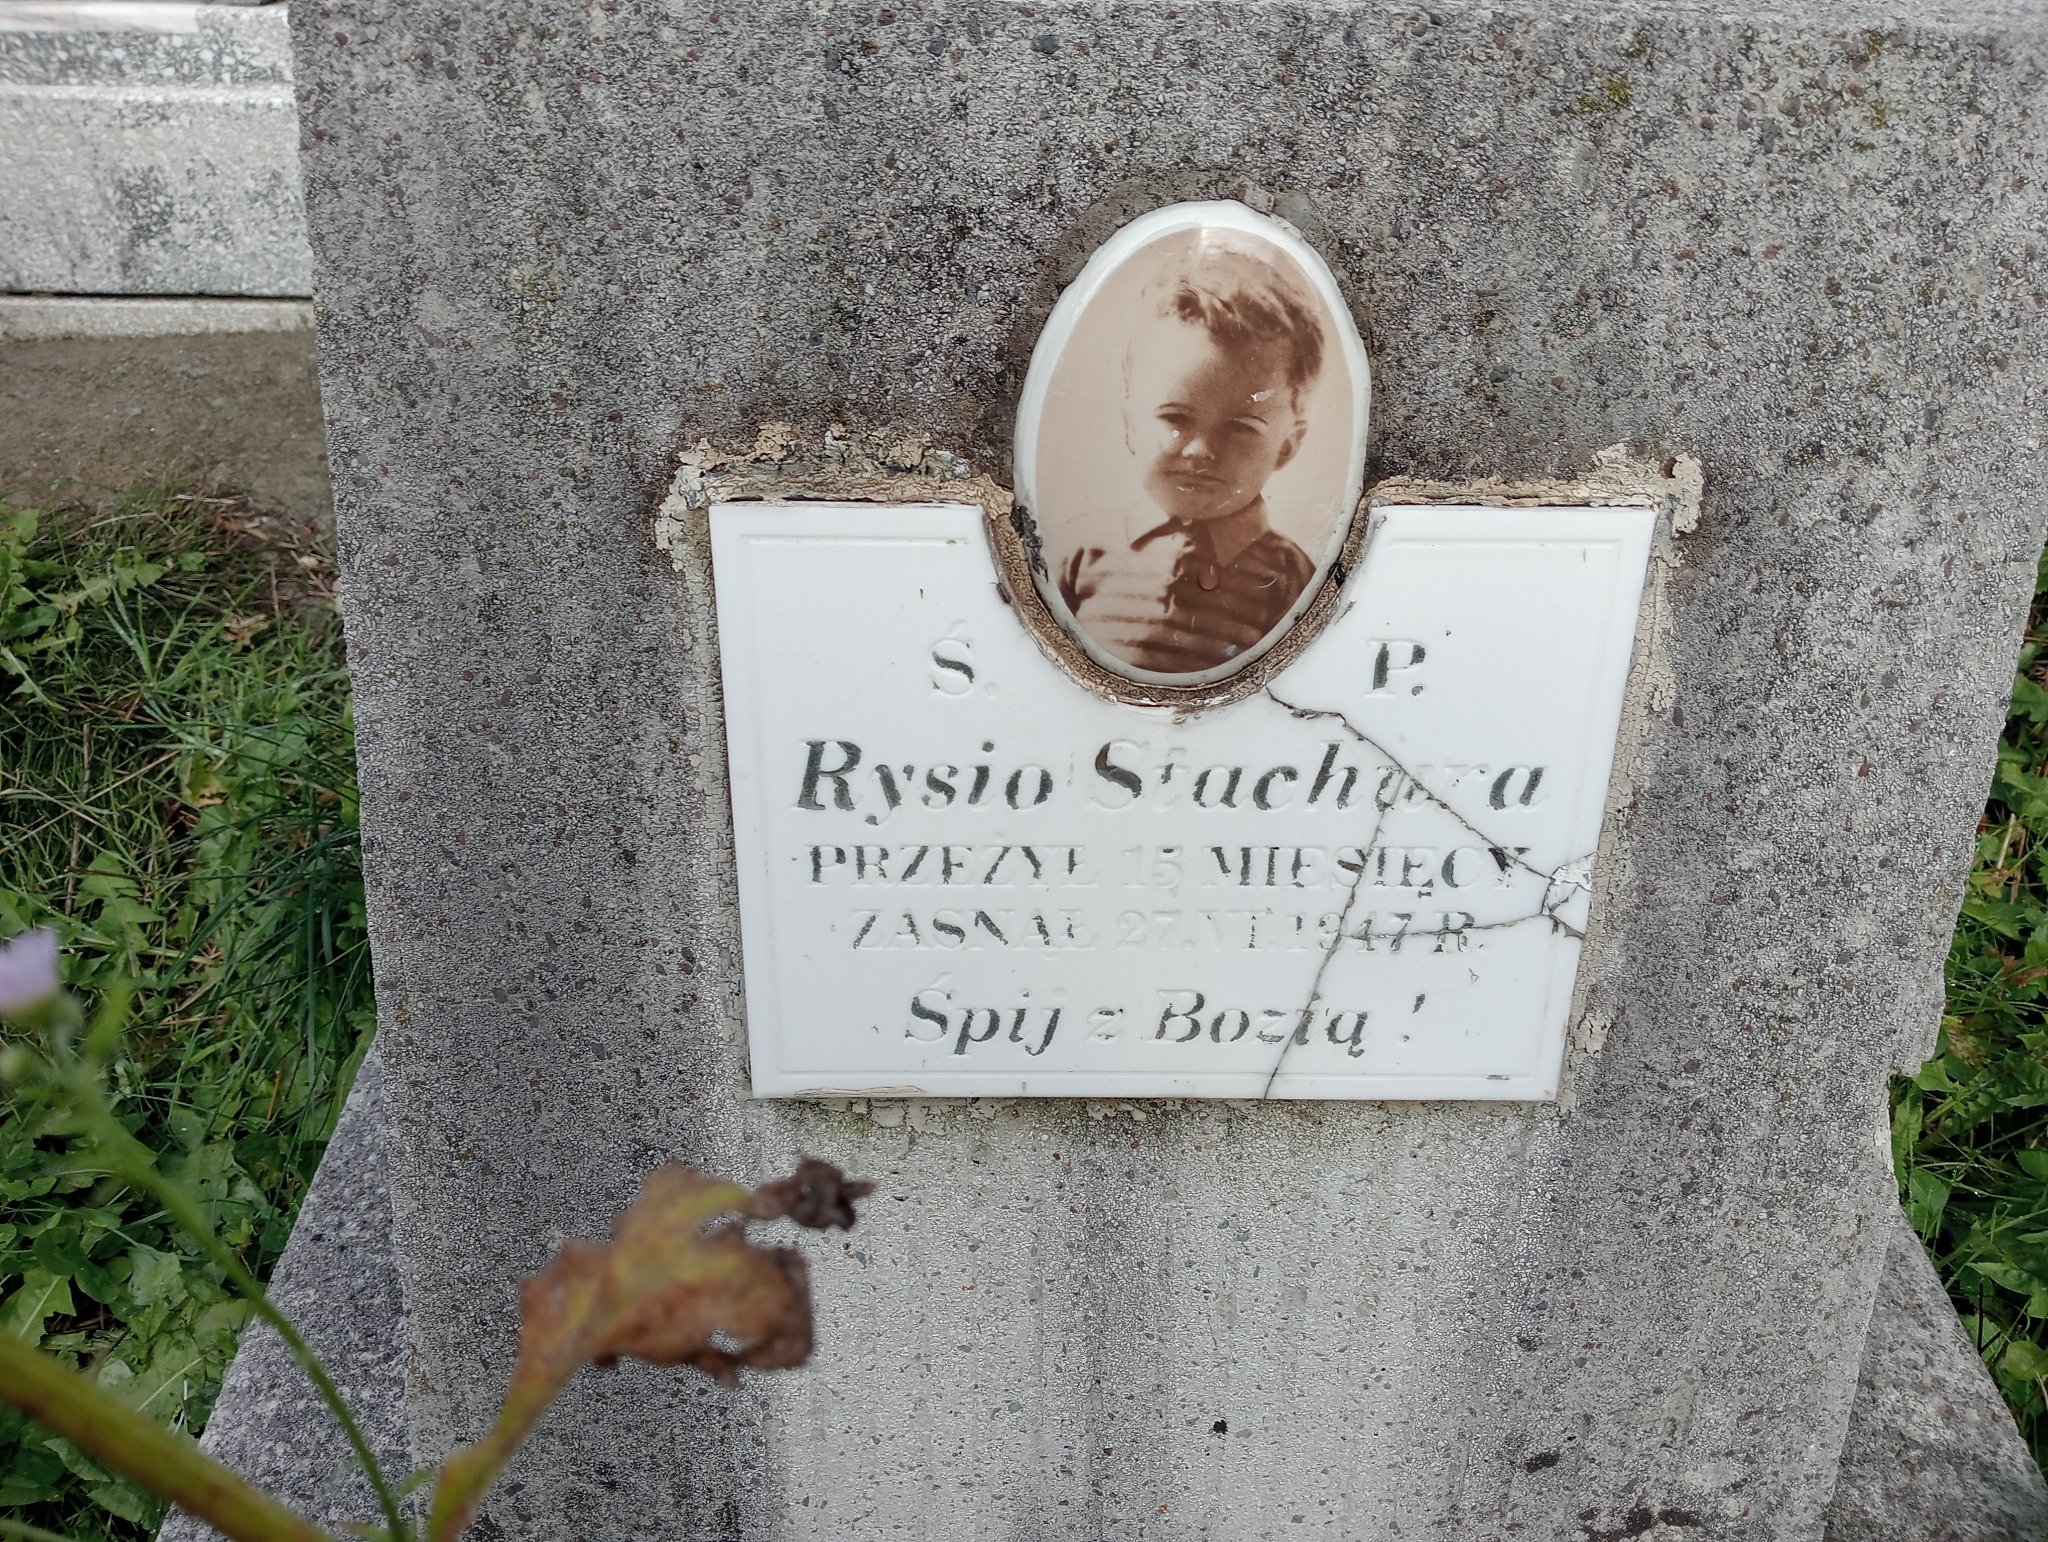 Ś. P.
Rysio Stachura
PRZEŻYŁ 15 MIESIĘCY
ZASNĄŁ 27.VI.1947 R.
Śpij z Bozią !